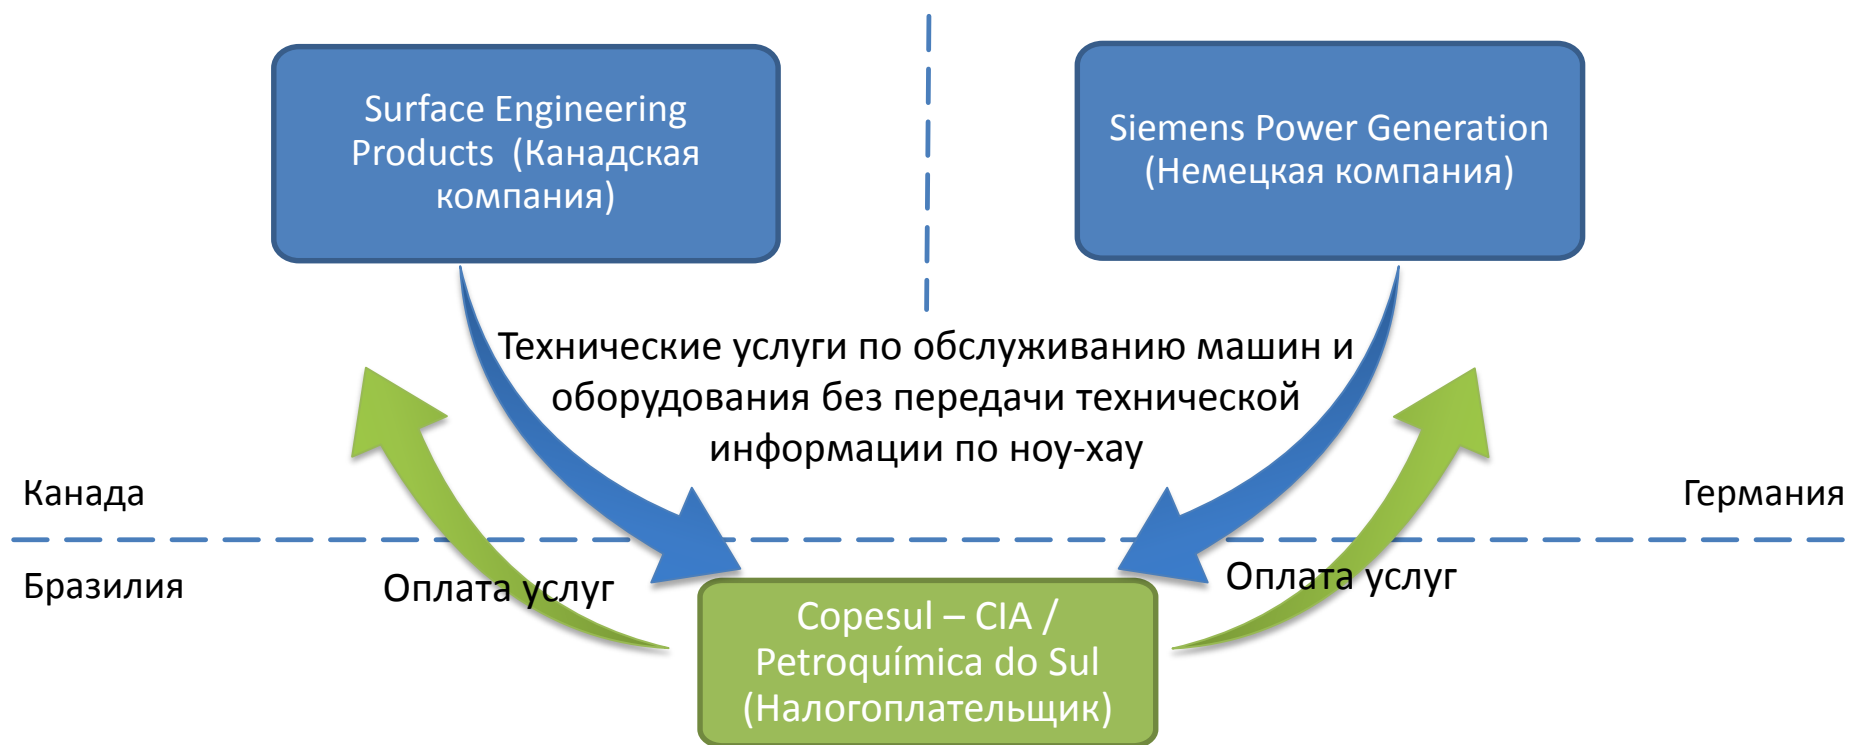 Surface Engineering
Products (Канадская
компания)
Siemens Power Generation
(Немецкая компания)
Технические услуги по обслуживанию машин и
оборудования без передачи технической
информации по ноу-хау
Канада
Германия
Бразилия
Оплата услуг
Оплата услуг
Copesul – CIA /
Petroquímica do Sul
(Налогоплательщик)